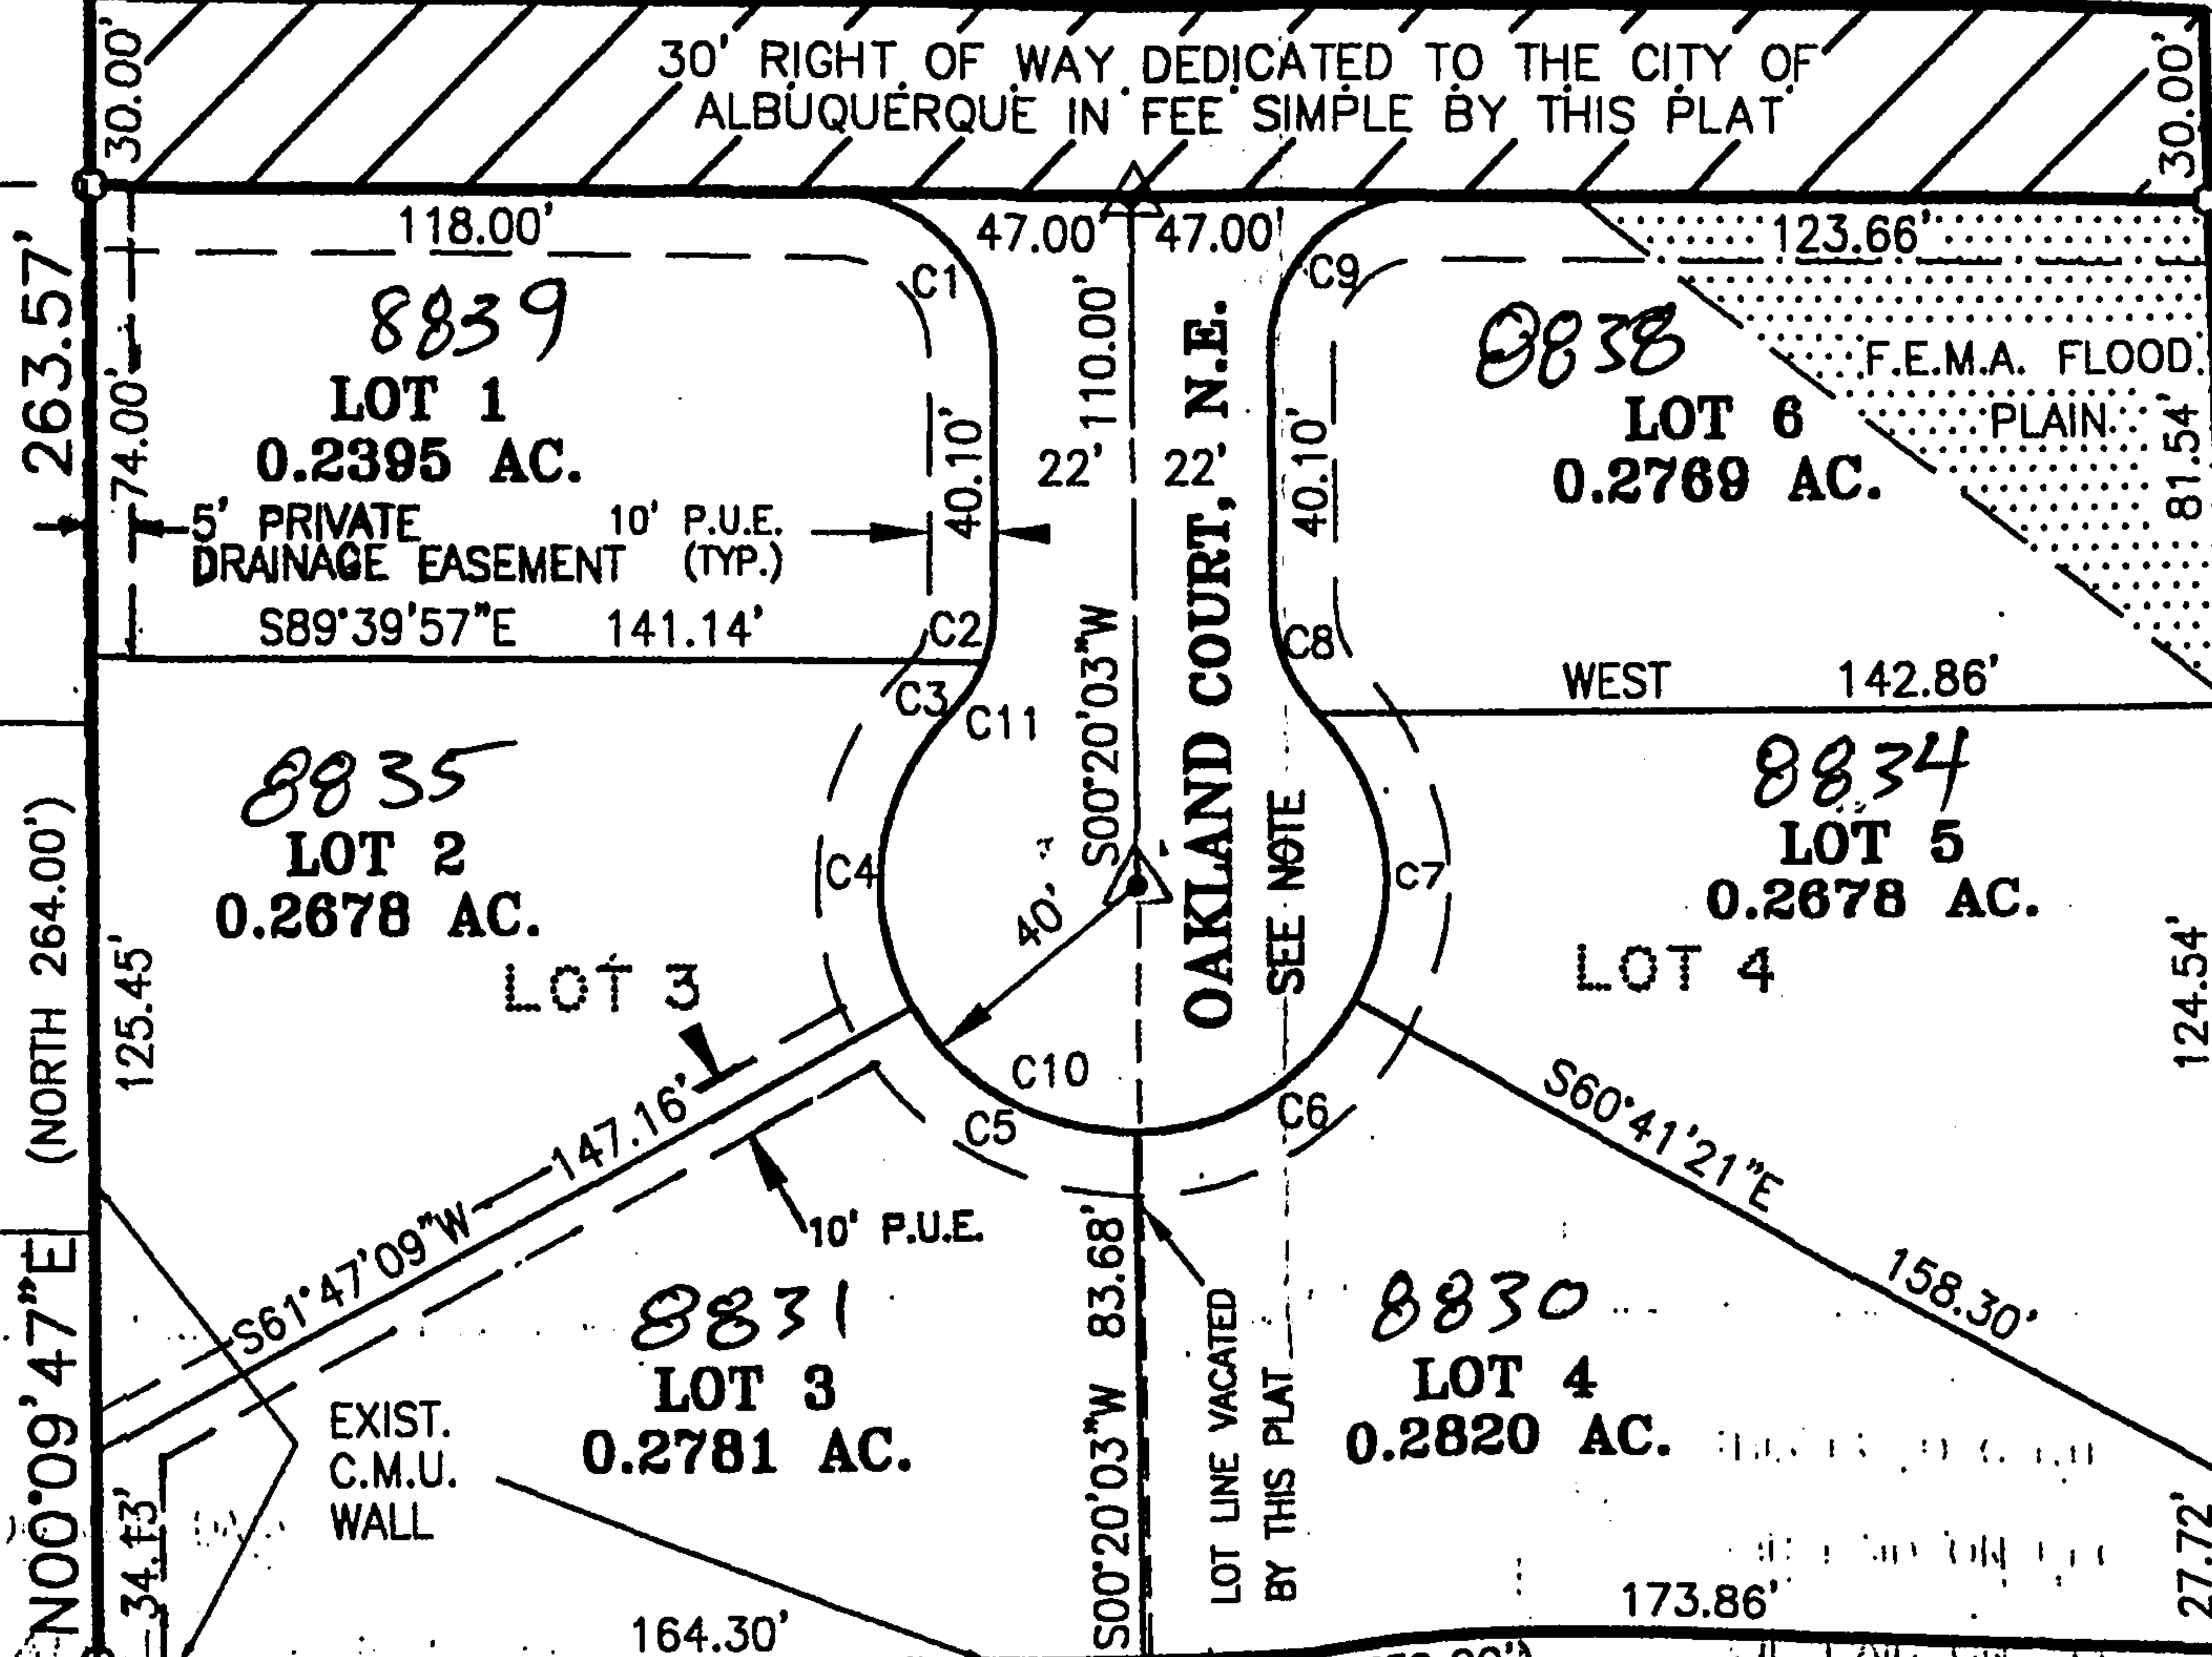 30' RIGHT OF WAY DEDICATED TO THE CITY OF
ALBUQUERQUE IN FEE SIMPLE BY THIS PLAT
30.00'
30.00'
118.00'
47.00'
47.00'
123.66'
C1
C9
263.57'
74.00'
8839
LOT 1
0.2395 AC.
5' PRIVATE
DRAINAGE EASEMENT
10' P.U.E.
(TYP.)
S89°39'57"E 141.14'
40.10'
110.00'
22'
22'
40.10'
8838
LOT 6
0.2769 AC.
F.E.M.A. FLOOD
PLAIN
81.54'
C2
C3
C11
C8
WEST 142.86'
S00°20'03"W
OAKLAND COURT, N.E.
SEE NOTE
8835
LOT 2
0.2678 AC.
LOT 3
C4
40'
C7
8834
LOT 5
0.2678 AC.
LOT 4
(NORTH 264.00')
125.45'
124.54'
C10
C5
C6
S61°47'09"W
147.16'
10' P.U.E.
S60°41'21"E
158.30'
N00°09'47"E
8831
LOT 3
0.2781 AC.
EXIST.
C.M.U.
WALL
34.13'
164.30'
S00°20'03"W 83.68'
LOT LINE VACATED
BY THIS PLAT
8830
LOT 4
0.2820 AC.
173.86'
27.72'